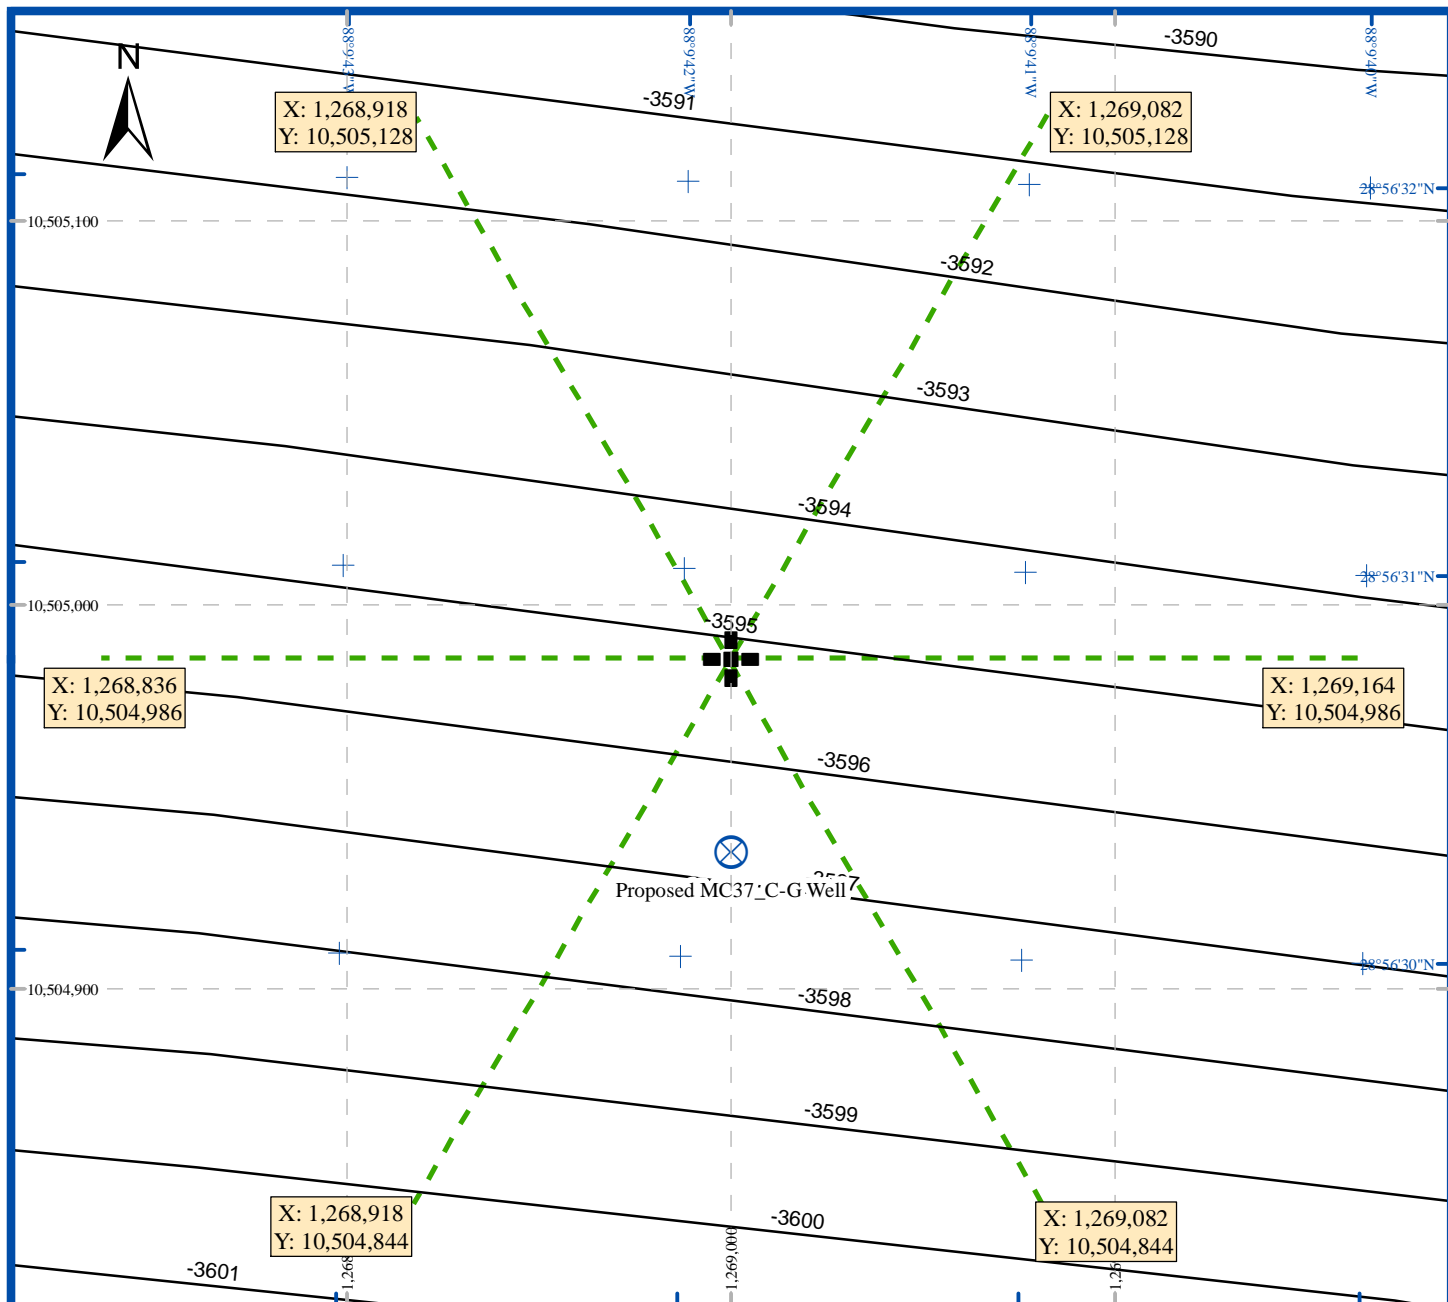 -3590
88°9'43"W
88°9'42"W
88°9'41"W
88°9'40"W
N
-3591
X: 1,268,918
Y: 10,505,128
X: 1,269,082
Y: 10,505,128
28°56'32"N
10,505,100
-3592
-3593
-3594
28°56'31"N
10,505,000
-3595
X: 1,268,836
Y: 10,504,986
X: 1,269,164
Y: 10,504,986
-3596
-3597
Proposed MC37_C-G Well
28°56'30"N
10,504,900
-3598
-3599
X: 1,268,918
Y: 10,504,844
X: 1,269,082
Y: 10,504,844
-3600
-3601
1,269,000